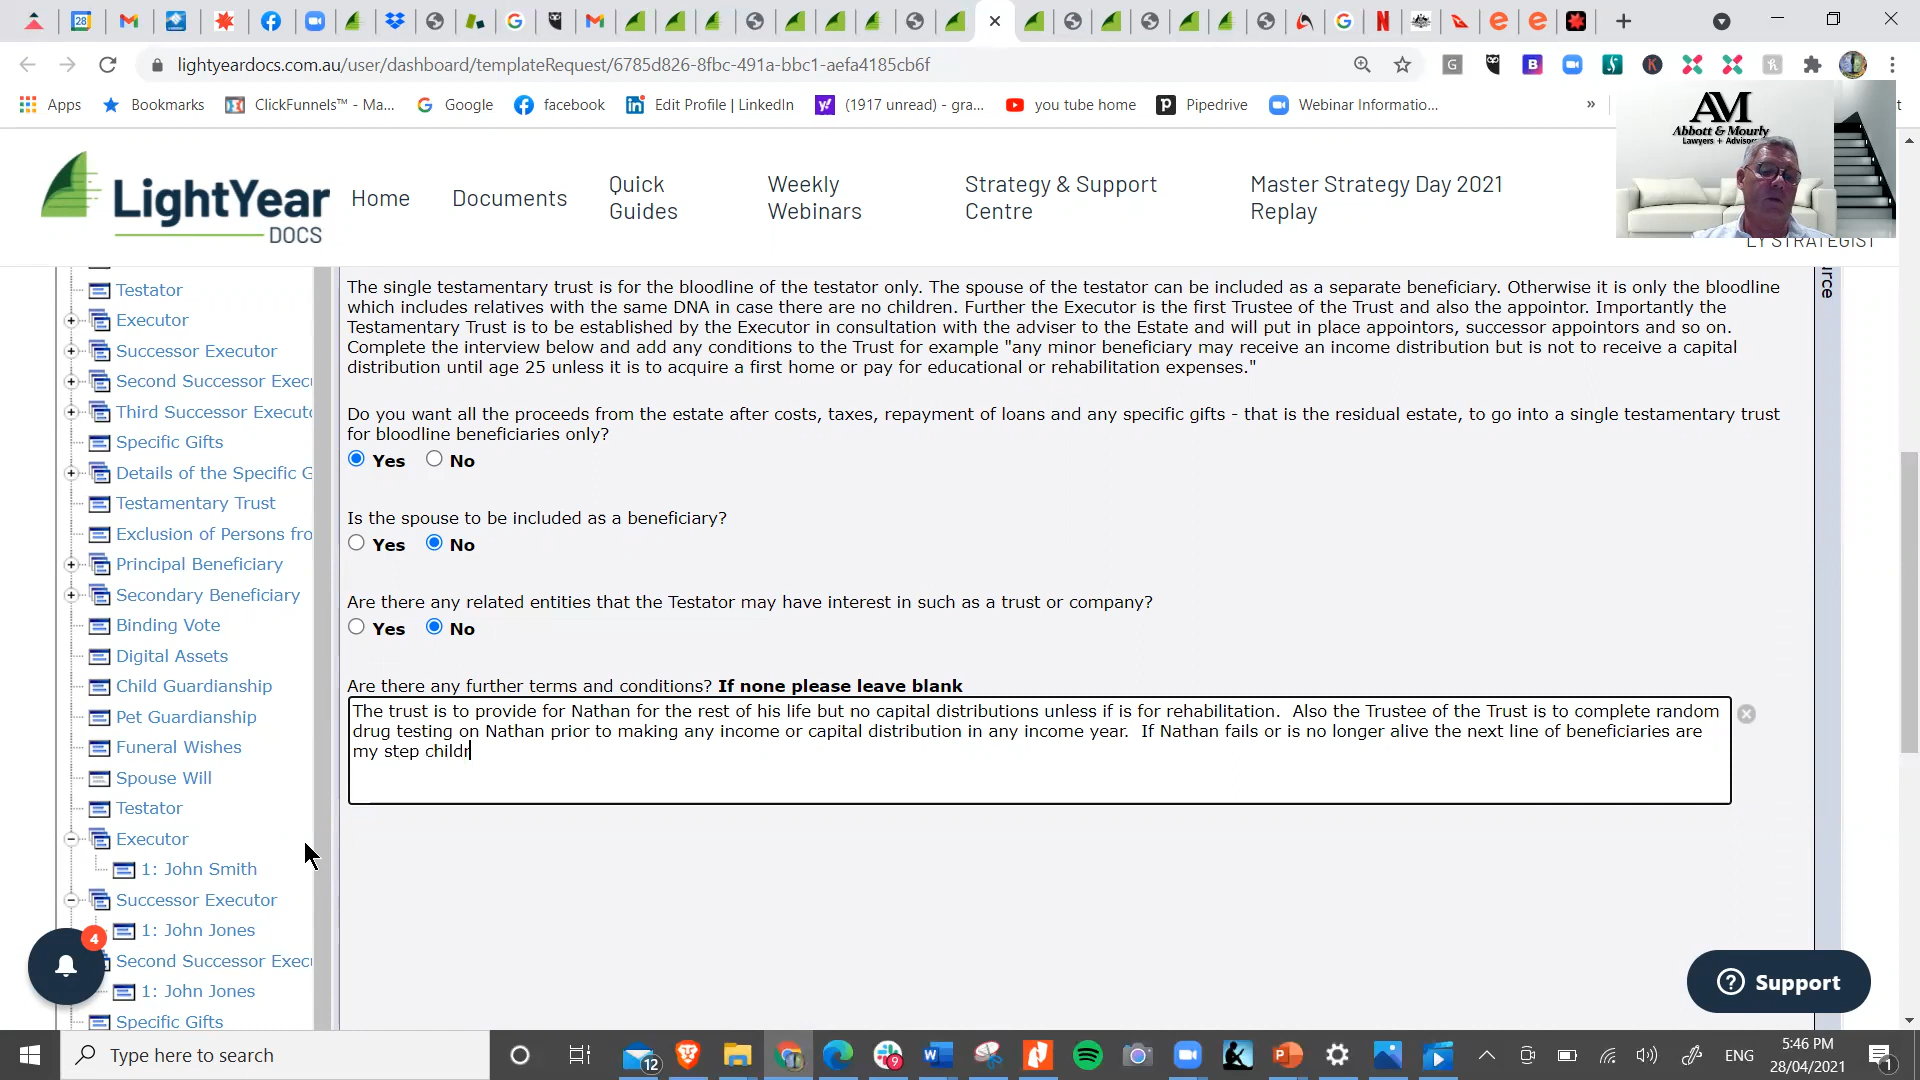 28
lightyeardocs.com.au/user/dashboard/templateRequest/6785d826-8fbc-491a-bbc1-aefa4185cb6f
Apps
Bookmarks
ClickFunnels™ - Ma...
Google
facebook
Edit Profile | LinkedIn
(1917 unread) - gra...
you tube home
Pipedrive
Webinar Informatio...
»
AM
Abbott & Mourly
Lawyers + Advisor
LightYear
DOCS
Home
Documents
Quick
Guides
Weekly
Webinars
Strategy & Support
Centre
Master Strategy Day 2021
Replay
LY STRATEGIST
Testator
Executor
Successor Executor
Second Successor Execu
Third Successor Executo
Specific Gifts
Details of the Specific G
Testamentary Trust
Exclusion of Persons fro
Principal Beneficiary
Secondary Beneficiary
Binding Vote
Digital Assets
Child Guardianship
Pet Guardianship
Funeral Wishes
Spouse Will
Testator
Executor
1: John Smith
Successor Executor
1: John Jones
Second Successor Execu
1: John Jones
Specific Gifts
4
The single testamentary trust is for the bloodline of the testator only. The spouse of the testator can be included as a separate beneficiary. Otherwise it is only the bloodline
which includes relatives with the same DNA in case there are no children. Further the Executor is the first Trustee of the Trust and also the appointor. Importantly the
Testamentary Trust is to be established by the Executor in consultation with the adviser to the Estate and will put in place appointors, successor appointors and so on.
Complete the interview below and add any conditions to the Trust for example "any minor beneficiary may receive an income distribution but is not to receive a capital
distribution until age 25 unless it is to acquire a first home or pay for educational or rehabilitation expenses."
Do you want all the proceeds from the estate after costs, taxes, repayment of loans and any specific gifts - that is the residual estate, to go into a single testamentary trust
for bloodline beneficiaries only?
Yes No
Is the spouse to be included as a beneficiary?
Yes No
Are there any related entities that the Testator may have interest in such as a trust or company?
Yes No
Are there any further terms and conditions? If none please leave blank
The trust is to provide for Nathan for the rest of his life but no capital distributions unless if is for rehabilitation.  Also the Trustee of the Trust is to complete random
drug testing on Nathan prior to making any income or capital distribution in any income year.  If Nathan fails or is no longer alive the next line of beneficiaries are
my step childr
urce
Support
Type here to search
12
9
ENG
5:46 PM
28/04/2021
1